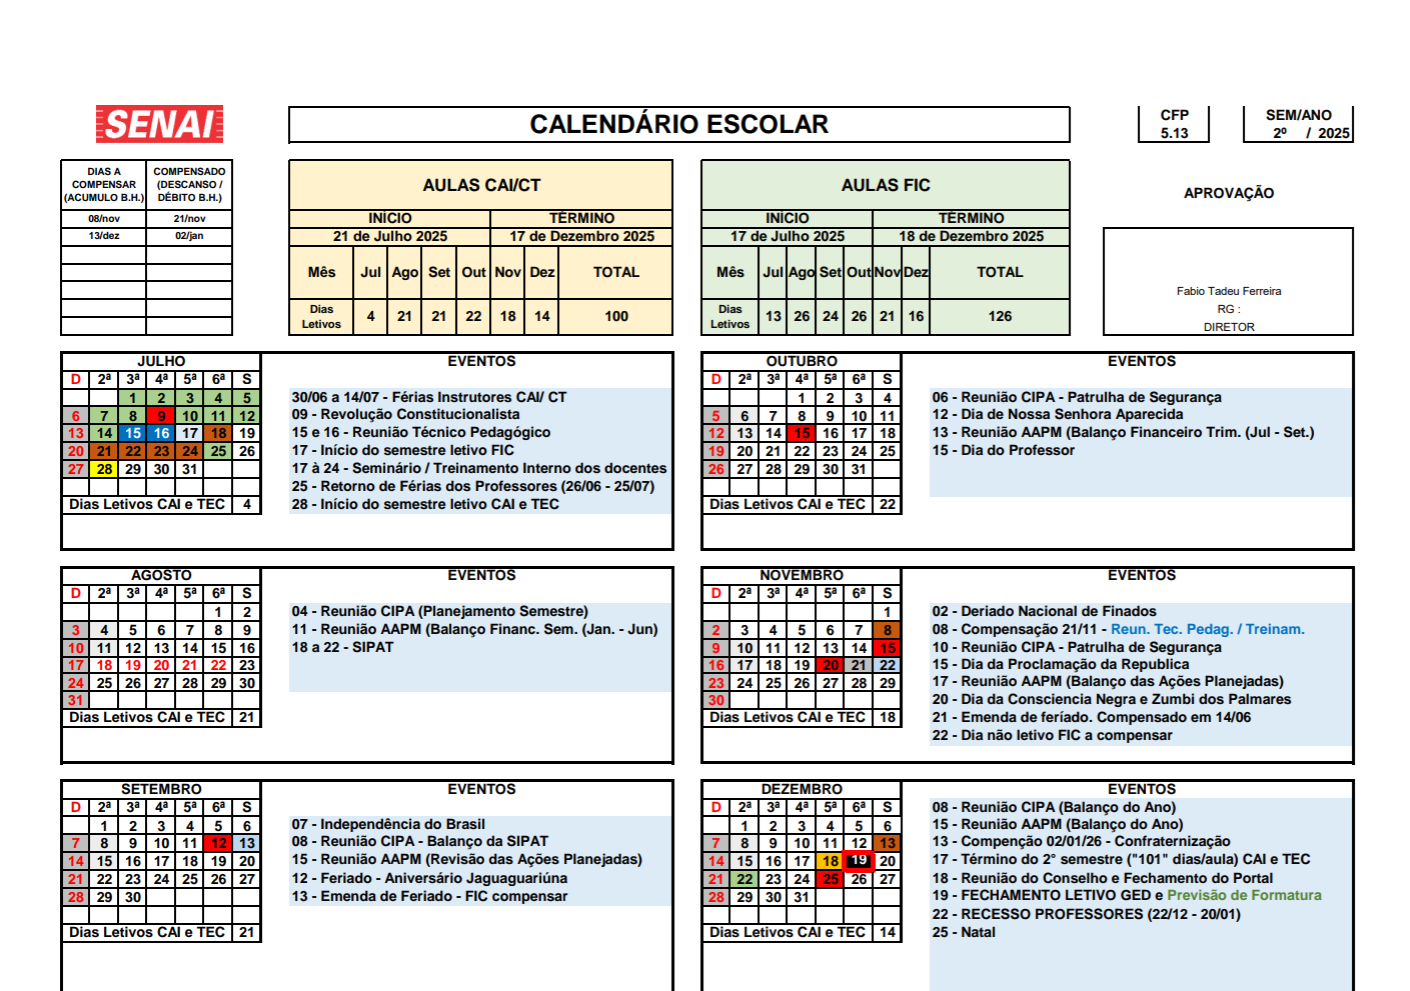 SENAI
CALENDÁRIO ESCOLAR
CFP
5.13
SEM/ANO
2º / 2025
DIAS A COMPENSAR (ACUMULO B.H.)
COMPENSADO (DESCANSO / DÉBITO B.H.)
08/nov 21/nov
13/dez 02/jan
AULAS CAI/CT
INÍCIO TÉRMINO
21 de Julho 2025 17 de Dezembro 2025
Mês Jul Ago Set Out Nov Dez TOTAL
Dias Letivos 4 21 21 22 18 14 100
AULAS FIC
INÍCIO TÉRMINO
17 de Julho 2025 18 de Dezembro 2025
Mês Jul Ago Set Out Nov Dez TOTAL
Dias Letivos 13 26 24 26 21 16 126
APROVAÇÃO
Fabio Tadeu Ferreira
RG :
DIRETOR
JULHO
D 2ª 3ª 4ª 5ª 6ª S
1 2 3 4 5
6 7 8 9 10 11 12
13 14 15 16 17 18 19
20 21 22 23 24 25 26
27 28 29 30 31
Dias Letivos CAI e TEC 4
EVENTOS
30/06 a 14/07 - Férias Instrutores CAI/ CT
09 - Revolução Constitucionalista
15 e 16 - Reunião Técnico Pedagógico
17 - Início do semestre letivo FIC
17 à 24 - Seminário / Treinamento Interno dos docentes
25 - Retorno de Férias dos Professores (26/06 - 25/07)
28 - Início do semestre letivo CAI e TEC
OUTUBRO
D 2ª 3ª 4ª 5ª 6ª S
1 2 3 4
5 6 7 8 9 10 11
12 13 14 15 16 17 18
19 20 21 22 23 24 25
26 27 28 29 30 31
Dias Letivos CAI e TEC 22
EVENTOS
06 - Reunião CIPA - Patrulha de Segurança
12 - Dia de Nossa Senhora Aparecida
13 - Reunião AAPM (Balanço Financeiro Trim. (Jul - Set.)
15 - Dia do Professor
AGOSTO
D 2ª 3ª 4ª 5ª 6ª S
1 2
3 4 5 6 7 8 9
10 11 12 13 14 15 16
17 18 19 20 21 22 23
24 25 26 27 28 29 30
31
Dias Letivos CAI e TEC 21
EVENTOS
04 - Reunião CIPA (Planejamento Semestre)
11 - Reunião AAPM (Balanço Financ. Sem. (Jan. - Jun)
18 a 22 - SIPAT
NOVEMBRO
D 2ª 3ª 4ª 5ª 6ª S
1
2 3 4 5 6 7 8
9 10 11 12 13 14 15
16 17 18 19 20 21 22
23 24 25 26 27 28 29
30
Dias Letivos CAI e TEC 18
EVENTOS
02 - Deriado Nacional de Finados
08 - Compensação 21/11 - Reun. Tec. Pedag. / Treinam.
10 - Reunião CIPA - Patrulha de Segurança
15 - Dia da Proclamação da Republica
17 - Reunião AAPM (Balanço das Ações Planejadas)
20 - Dia da Consciencia Negra e Zumbi dos Palmares
21 - Emenda de feríado. Compensado em 14/06
22 - Dia não letivo FIC a compensar
SETEMBRO
D 2ª 3ª 4ª 5ª 6ª S
1 2 3 4 5 6
7 8 9 10 11 12 13
14 15 16 17 18 19 20
21 22 23 24 25 26 27
28 29 30
Dias Letivos CAI e TEC 21
EVENTOS
07 - Independência do Brasil
08 - Reunião CIPA - Balanço da SIPAT
15 - Reunião AAPM (Revisão das Ações Planejadas)
12 - Feriado - Aniversário Jaguaguariúna
13 - Emenda de Feriado - FIC compensar
DEZEMBRO
D 2ª 3ª 4ª 5ª 6ª S
1 2 3 4 5 6
7 8 9 10 11 12 13
14 15 16 17 18 19 20
21 22 23 24 25 26 27
28 29 30 31
Dias Letivos CAI e TEC 14
EVENTOS
08 - Reunião CIPA (Balanço do Ano)
15 - Reunião AAPM (Balanço do Ano)
13 - Compenção 02/01/26 - Confraternização
17 - Término do 2° semestre ("101" dias/aula) CAI e TEC
18 - Reunião do Conselho e Fechamento do Portal
19 - FECHAMENTO LETIVO GED e Previsão de Formatura
22 - RECESSO PROFESSORES (22/12 - 20/01)
25 - Natal